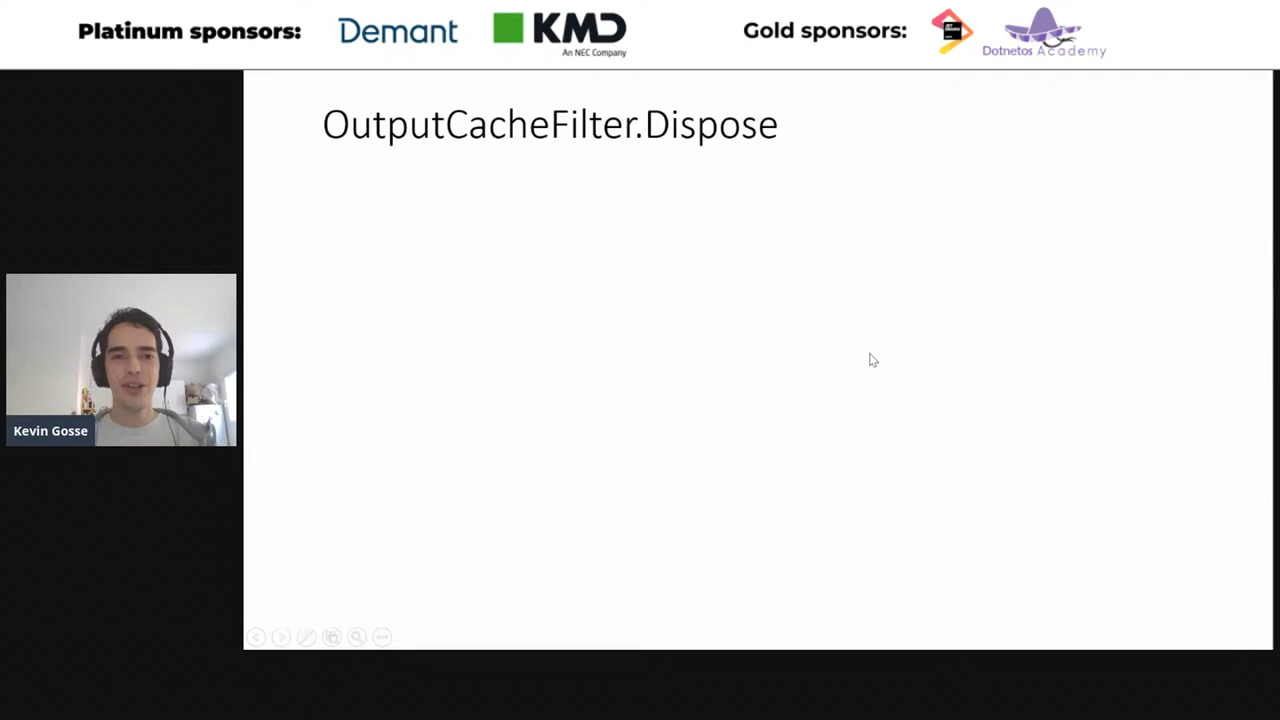 Platinum sponsors:
Demant
KMD
An NEC Company
Gold sponsors:
Dotnetos Academy
OutputCacheFilter.Dispose
Kevin Gosse